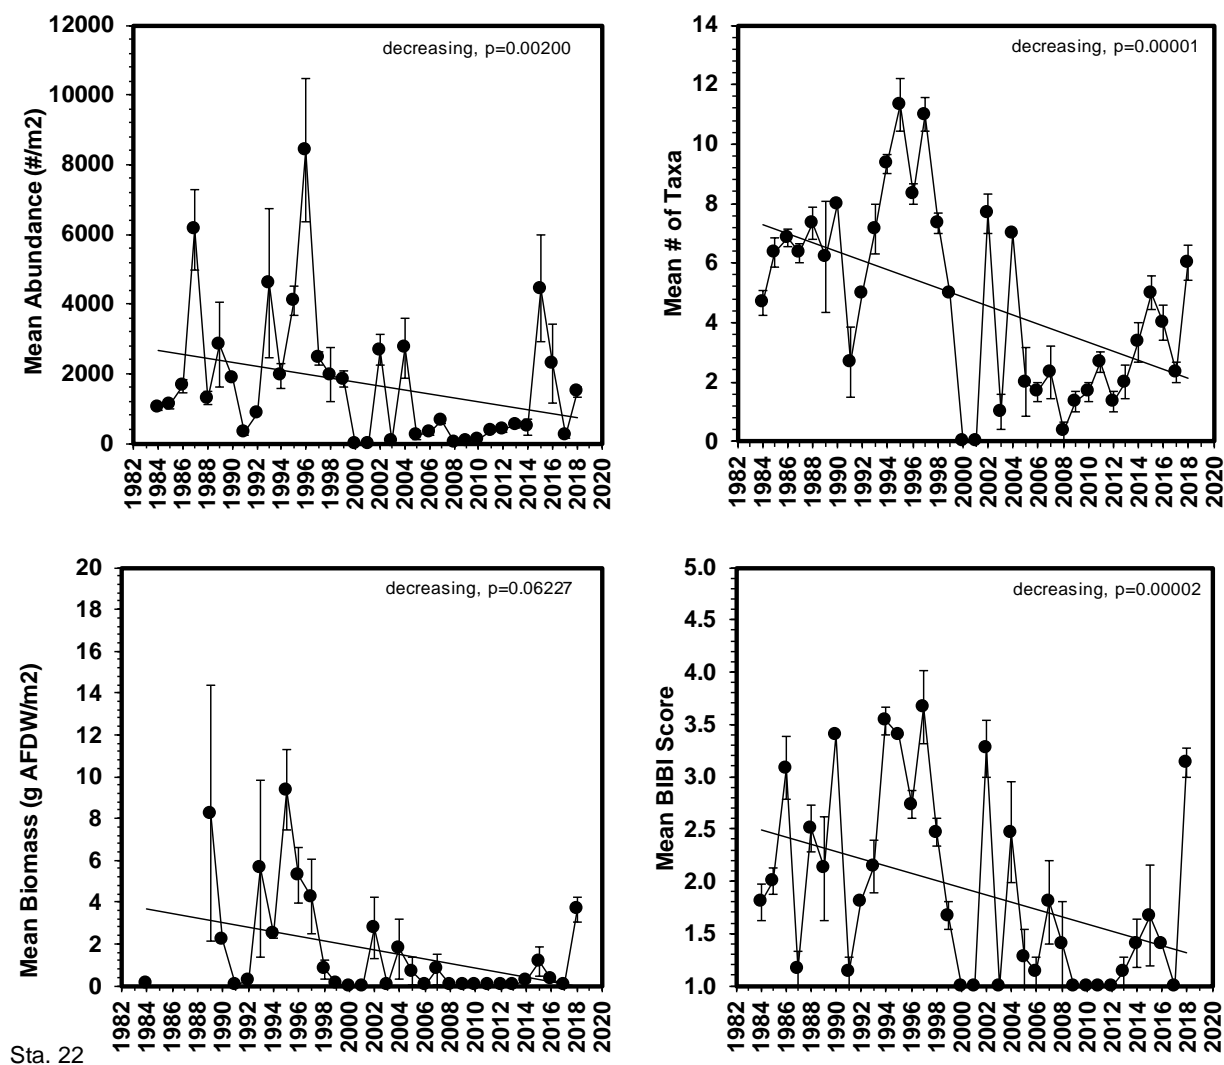 12000
10000
8000
6000
4000
2000
0
Mean Abundance (#/m2)
decreasing, p=0.00200
1982 1984 1986 1988 1990 1992 1994 1996 1998 2000 2002 2004 2006 2008 2010 2012 2014 2016 2018 2020
14
12
10
8
6
4
2
0
Mean # of Taxa
decreasing, p=0.00001
1982 1984 1986 1988 1990 1992 1994 1996 1998 2000 2002 2004 2006 2008 2010 2012 2014 2016 2018 2020
20
18
16
14
12
10
8
6
4
2
0
Mean Biomass (g AFDW/m2)
decreasing, p=0.06227
1982 1984 1986 1988 1990 1992 1994 1996 1998 2000 2002 2004 2006 2008 2010 2012 2014 2016 2018 2020
5.0
4.5
4.0
3.5
3.0
2.5
2.0
1.5
1.0
Mean BIBI Score
decreasing, p=0.00002
1982 1984 1986 1988 1990 1992 1994 1996 1998 2000 2002 2004 2006 2008 2010 2012 2014 2016 2018 2020
Sta. 22